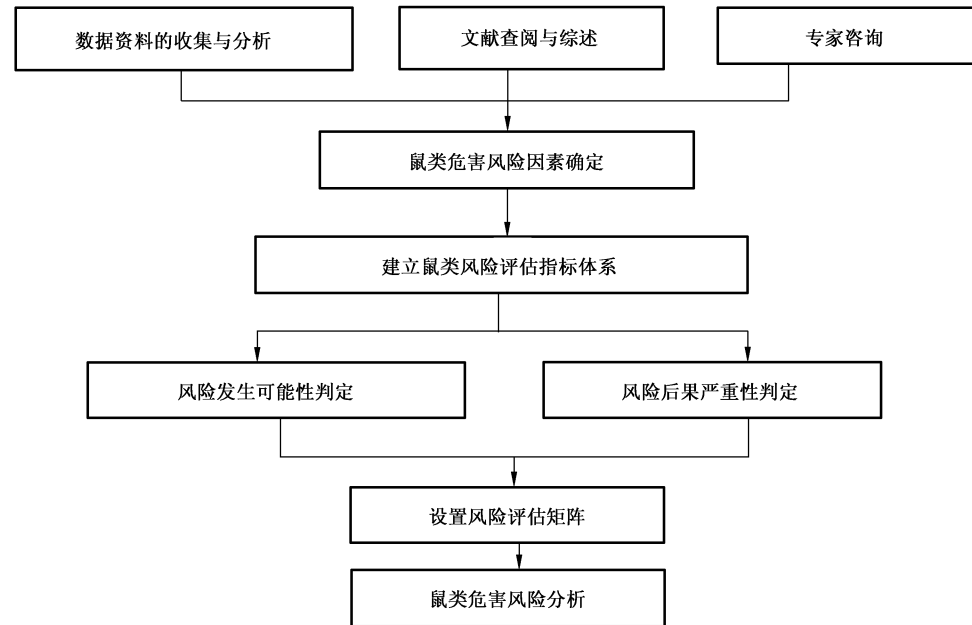 数据资料的收集与分析
文献查阅与综述
专家咨询
鼠类危害风险因素确定
建立鼠类风险评估指标体系
风险发生可能性判定
风险后果严重性判定
设置风险评估矩阵
鼠类危害风险分析